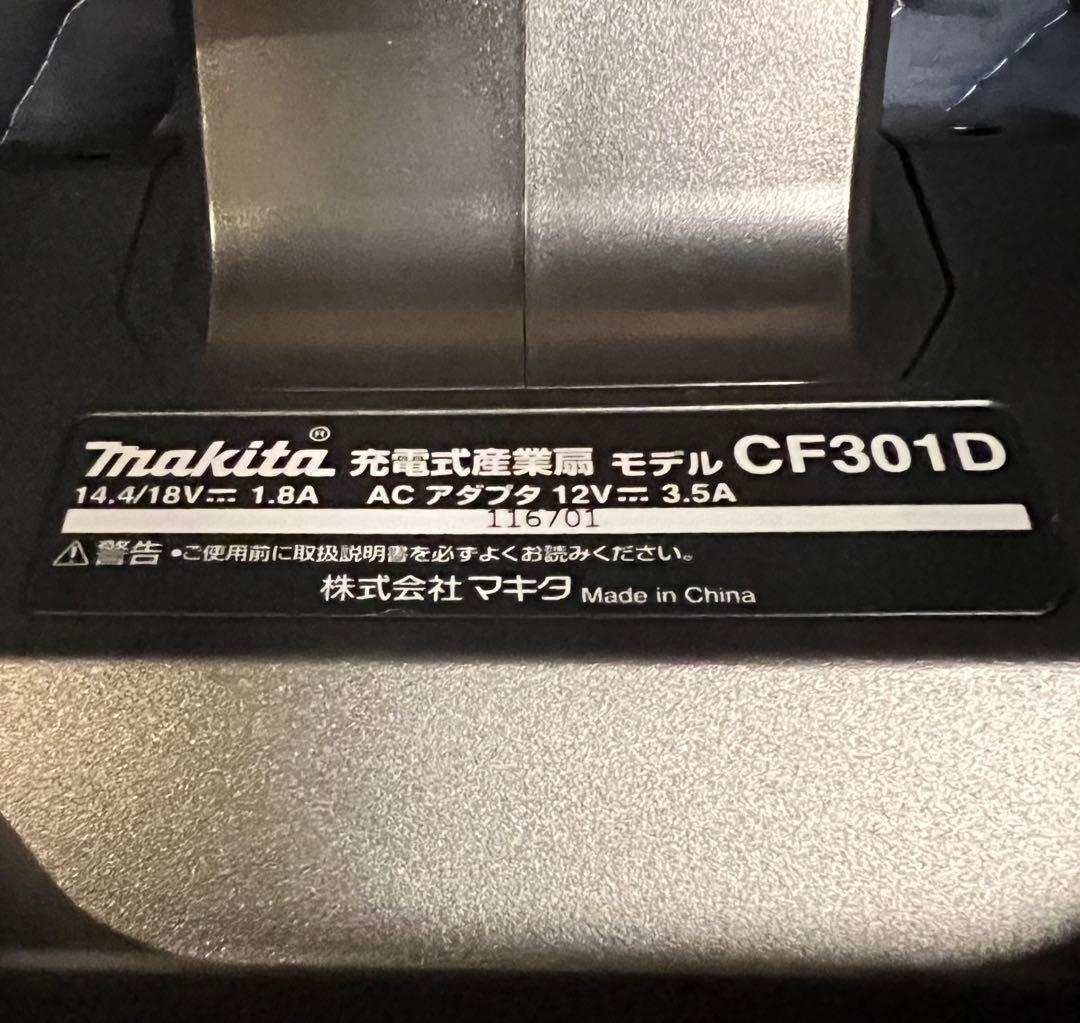 makita® 充電式産業扇 モデル CF301D
14.4/18V⎓ 1.8A ACアダプタ 12V⎓ 3.5A
116701
⚠警告 •ご使用前に取扱説明書を必ずよくお読みください。
株式会社マキタ Made in China